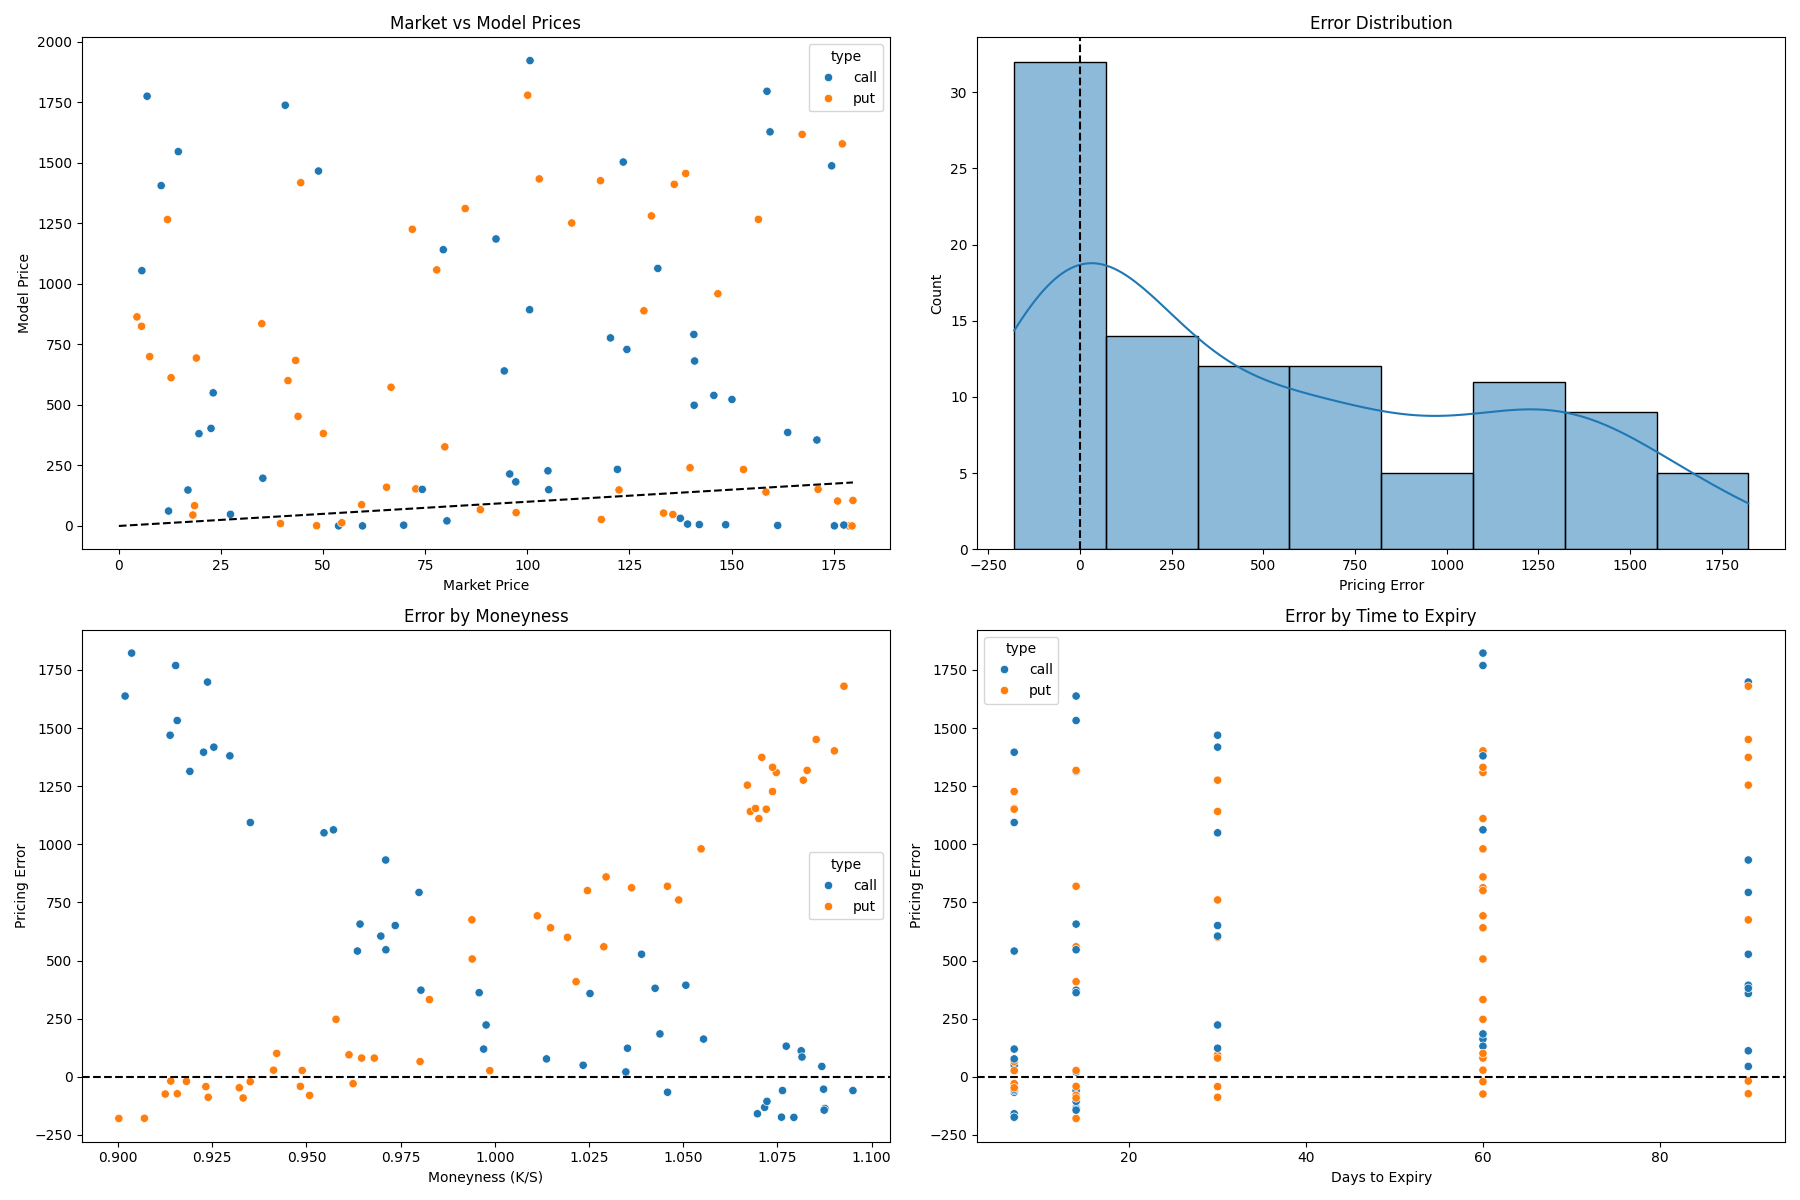 Market vs Model Prices
2000
1750
1500
1250
1000
750
500
250
0
Model Price
type
call
put
0 25 50 75 100 125 150 175
Market Price
Error Distribution
30
25
20
15
10
5
0
Count
−250 0 250 500 750 1000 1250 1500 1750
Pricing Error
Error by Moneyness
1750
1500
1250
1000
750
500
250
0
−250
Pricing Error
type
call
put
0.900 0.925 0.950 0.975 1.000 1.025 1.050 1.075 1.100
Moneyness (K/S)
Error by Time to Expiry
1750
1500
1250
1000
750
500
250
0
−250
Pricing Error
type
call
put
20 40 60 80
Days to Expiry